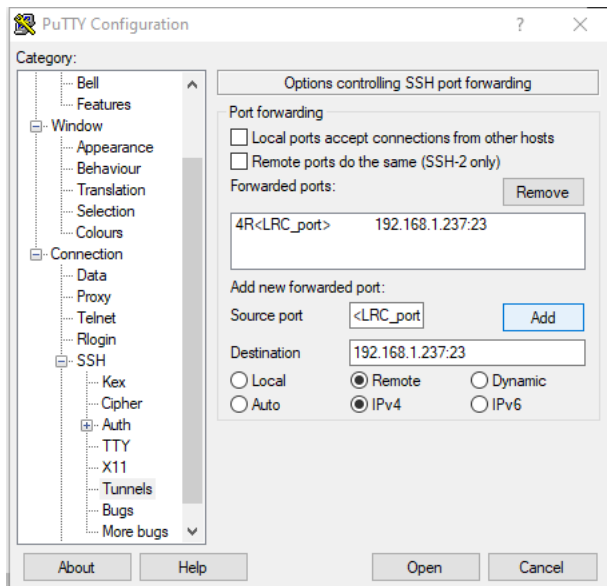 PuTTY Configuration
?
Category:
Bell
Features
Window
Appearance
Behaviour
Translation
Selection
Colours
Connection
Data
Proxy
Telnet
Rlogin
SSH
Kex
Cipher
Auth
TTY
X11
Tunnels
Bugs
More bugs
Options controlling SSH port forwarding
Port forwarding
Local ports accept connections from other hosts
Remote ports do the same (SSH-2 only)
Forwarded ports:
Remove
4R<LRC_port> 192.168.1.237:23
Add new forwarded port:
Source port <LRC_port Add
Destination 192.168.1.237:23
Local Remote Dynamic
Auto IPv4 IPv6
About Help Open Cancel